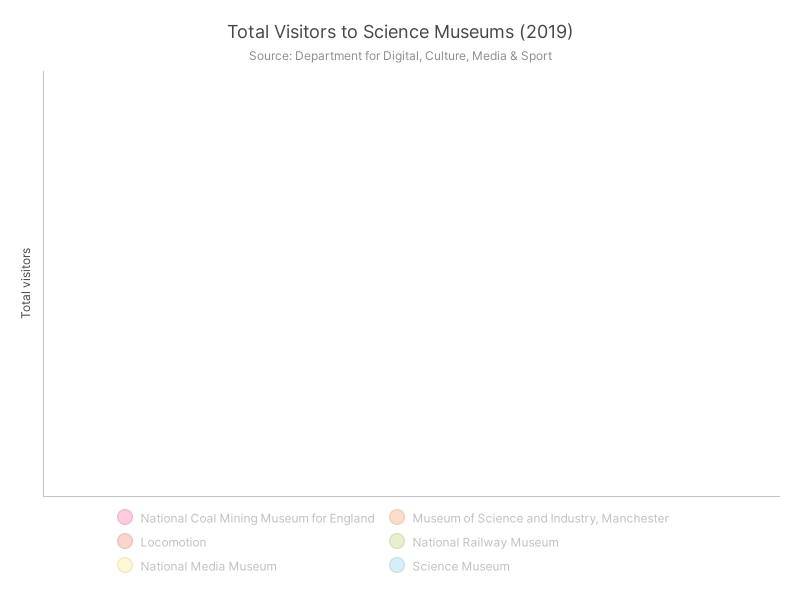 Total Visitors to Science Museums (2019)
Source: Department for Digital, Culture, Media & Sport
Total visitors
National Coal Mining Museum for England
Museum of Science and Industry, Manchester
Locomotion
National Railway Museum
National Media Museum
Science Museum